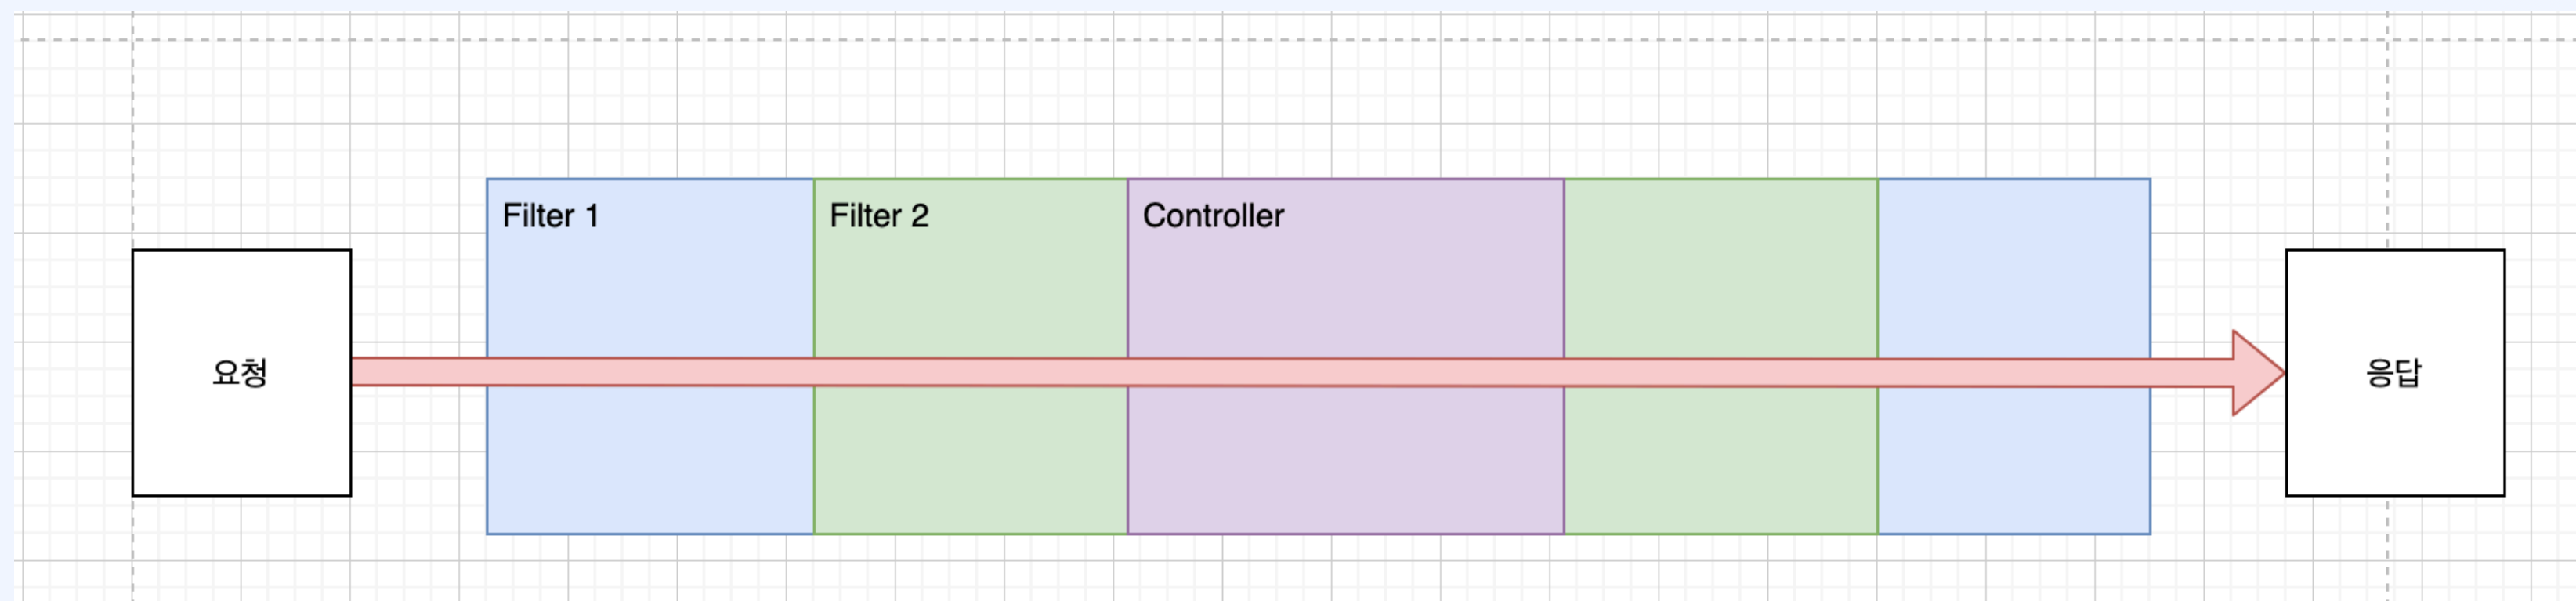 Filter 1
Filter 2
Controller
요청
응답